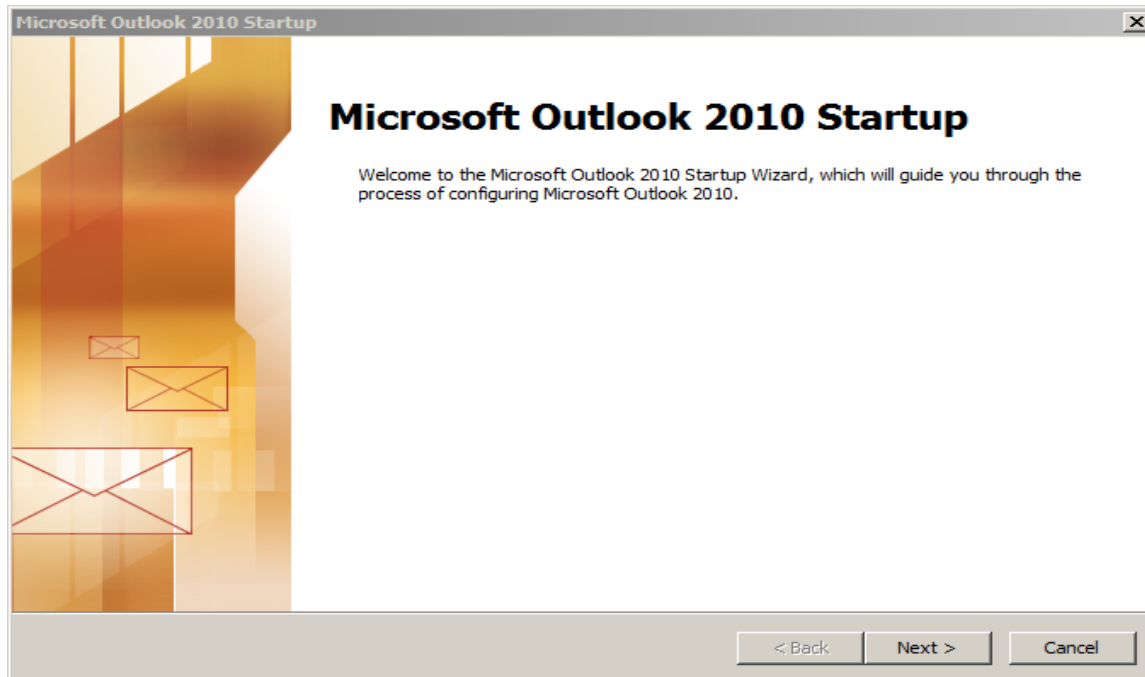 Microsoft Outlook 2010 Startup
Microsoft Outlook 2010 Startup
Welcome to the Microsoft Outlook 2010 Startup Wizard, which will guide you through the
process of configuring Microsoft Outlook 2010.
< Back Next > Cancel